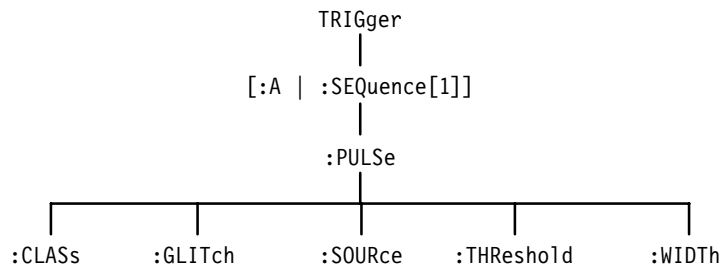 TRIGger
[:A | :SEQuence[1]]
:PULSe
:CLASs :GLITch :SOURce :THReshold :WIDTh